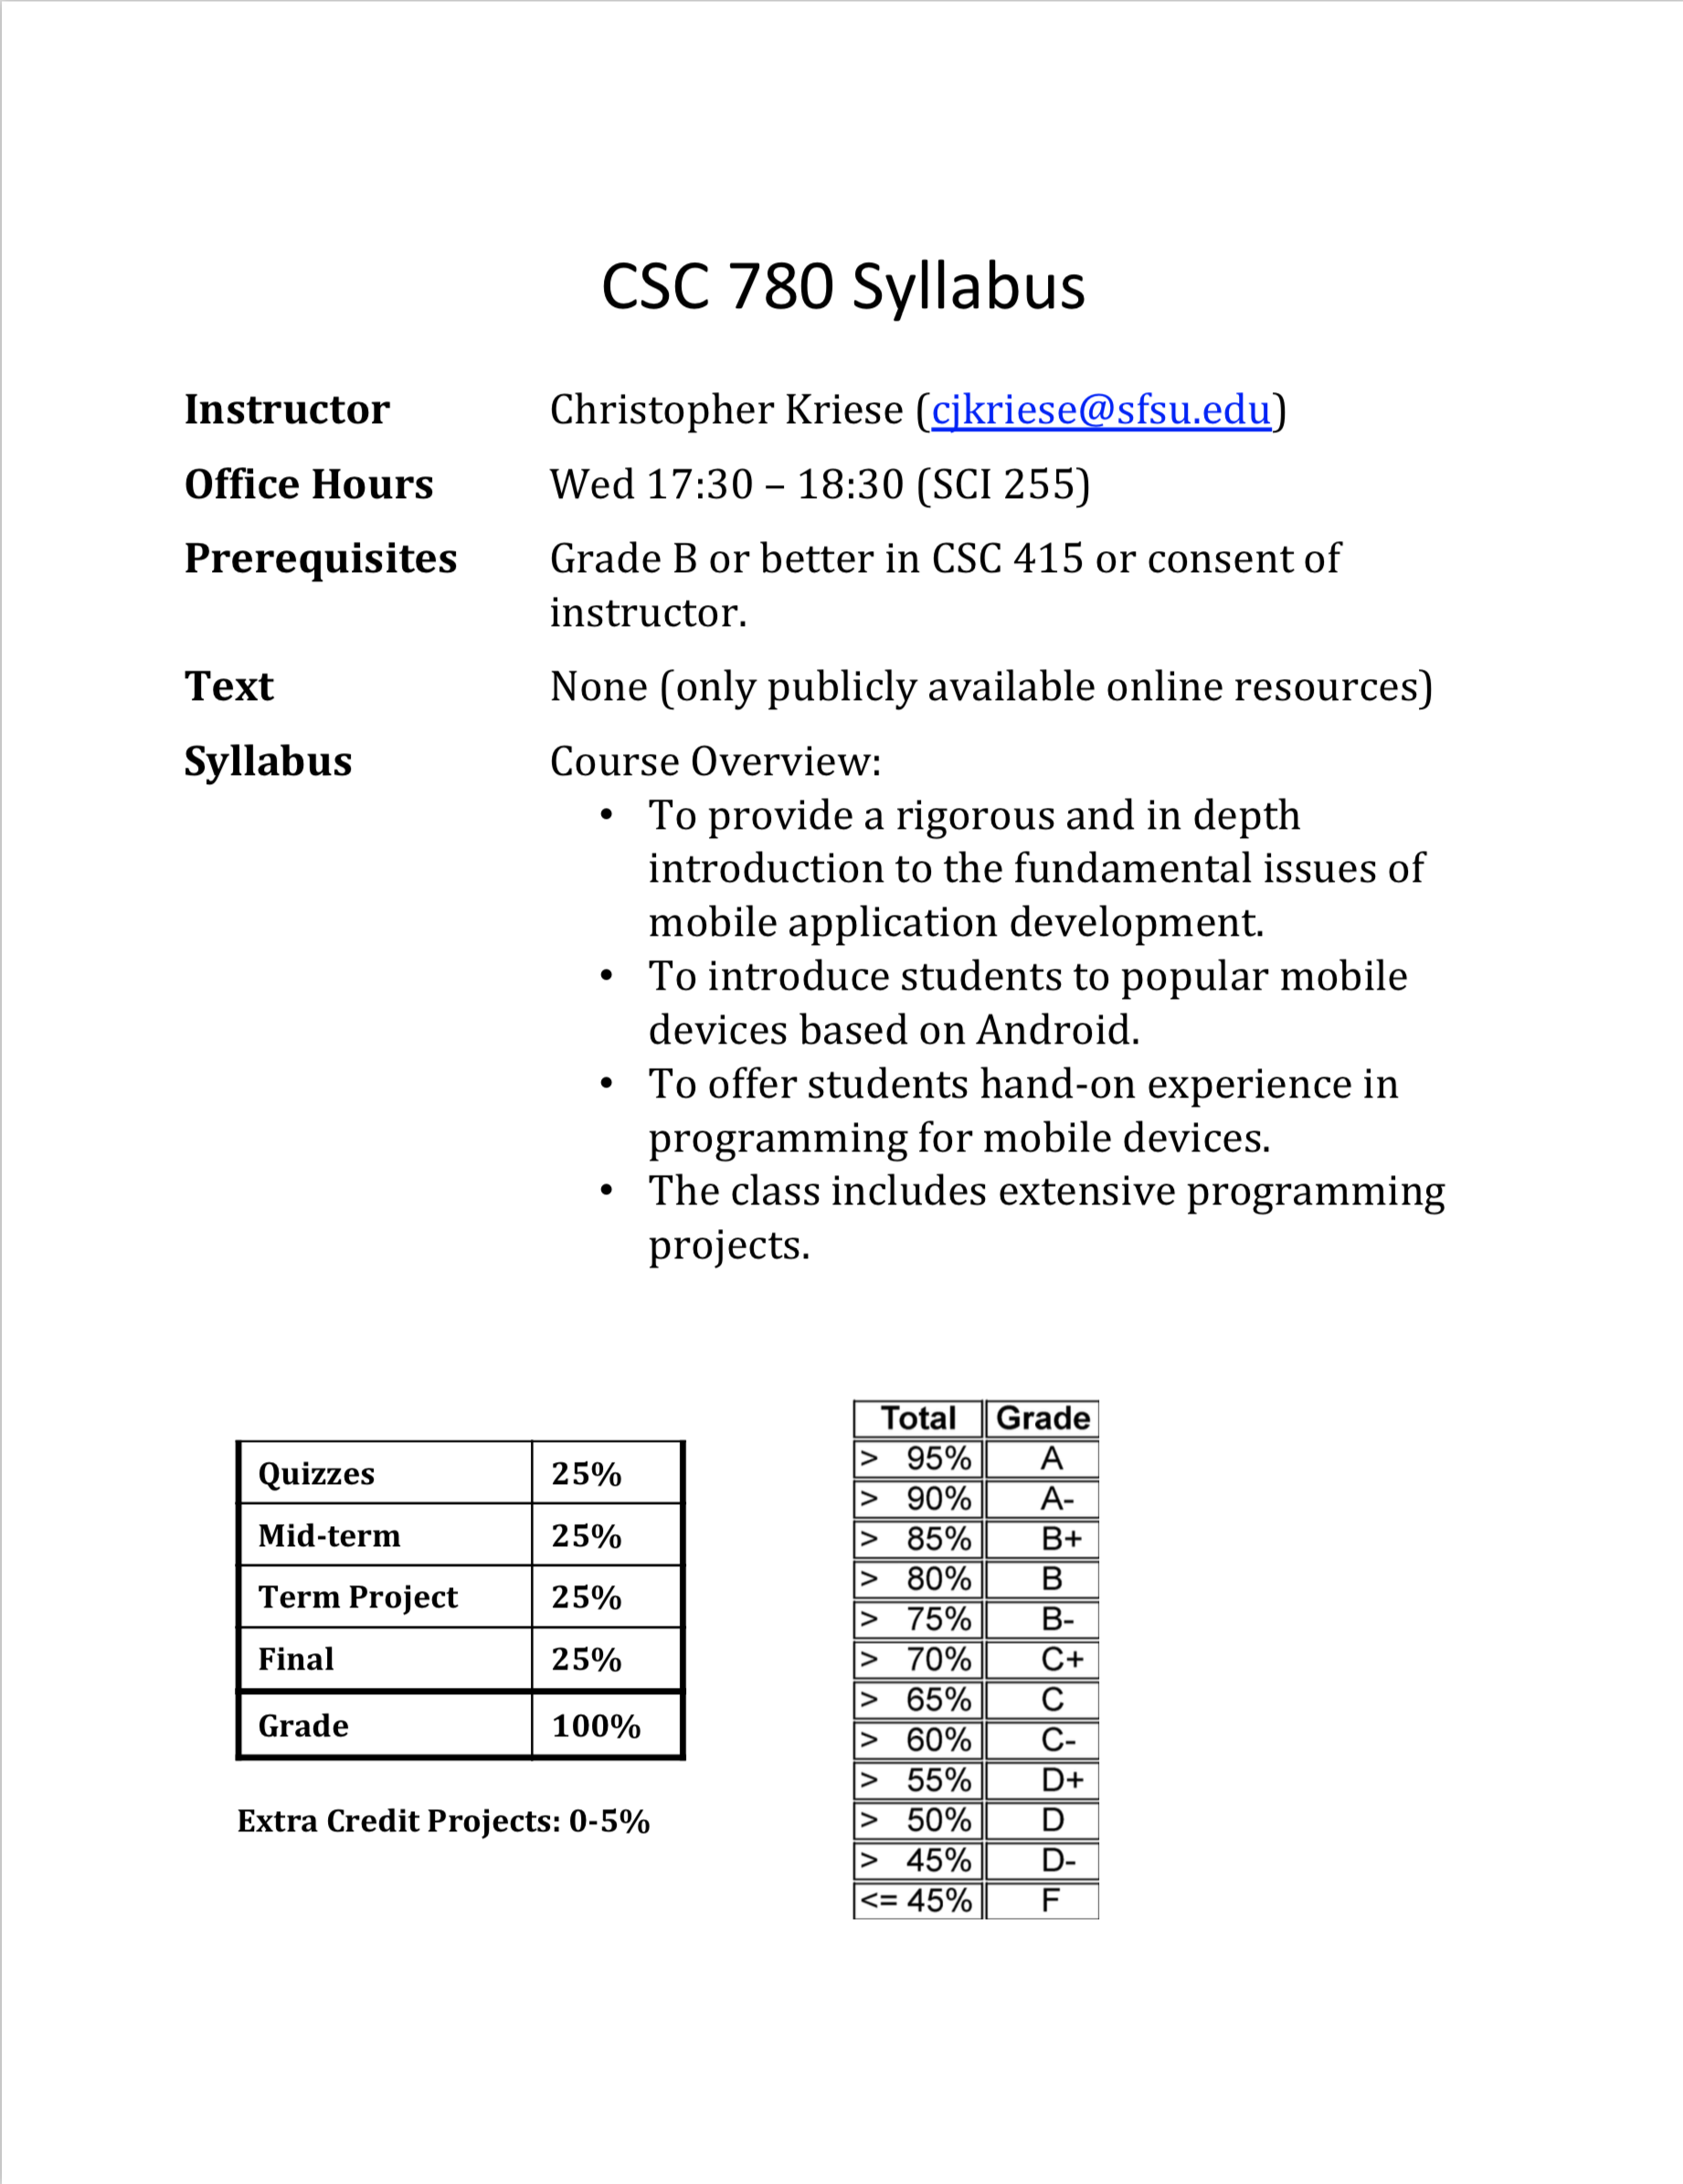 CSC 780 Syllabus
Instructor Christopher Kriese (cjkriese@sfsu.edu)
Office Hours Wed 17:30 – 18:30 (SCI 255)
Prerequisites Grade B or better in CSC 415 or consent of
instructor.
Text None (only publicly available online resources)
Syllabus Course Overview:
• To provide a rigorous and in depth
introduction to the fundamental issues of
mobile application development.
• To introduce students to popular mobile
devices based on Android.
• To offer students hand-on experience in
programming for mobile devices.
• The class includes extensive programming
projects.
Quizzes 25%
Mid-term 25%
Term Project 25%
Final 25%
Grade 100%
Extra Credit Projects: 0-5%
Total Grade
> 95% A
> 90% A-
> 85% B+
> 80% B
> 75% B-
> 70% C+
> 65% C
> 60% C-
> 55% D+
> 50% D
> 45% D-
<= 45% F